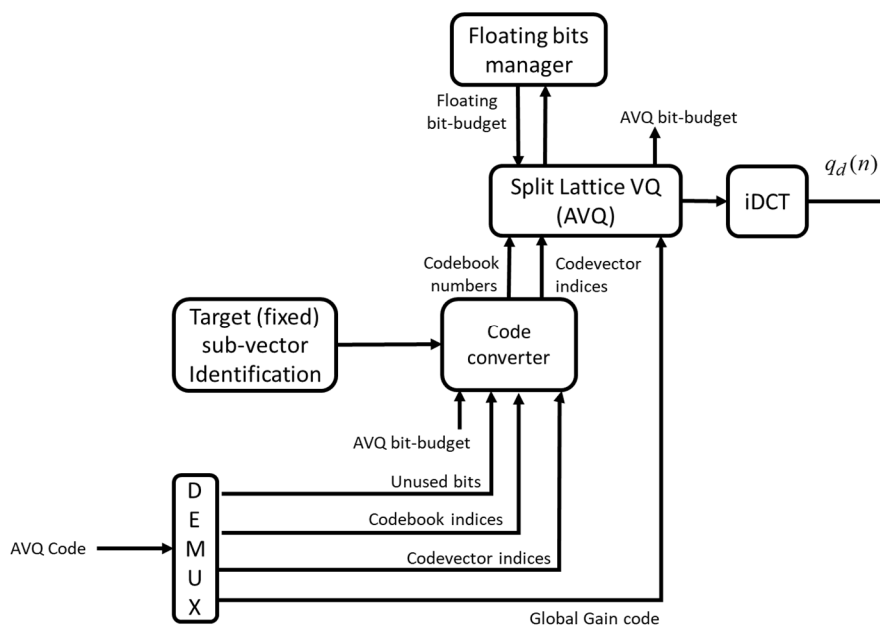 Floating bits
manager
Floating
bit-budget
AVQ bit-budget
Split Lattice VQ
(AVQ)
iDCT
q_d(n)
Codebook
numbers
Codevector
indices
Target (fixed)
sub-vector
Identification
Code
converter
AVQ bit-budget
Unused bits
Codebook indices
Codevector indices
Global Gain code
AVQ Code
D
E
M
U
X